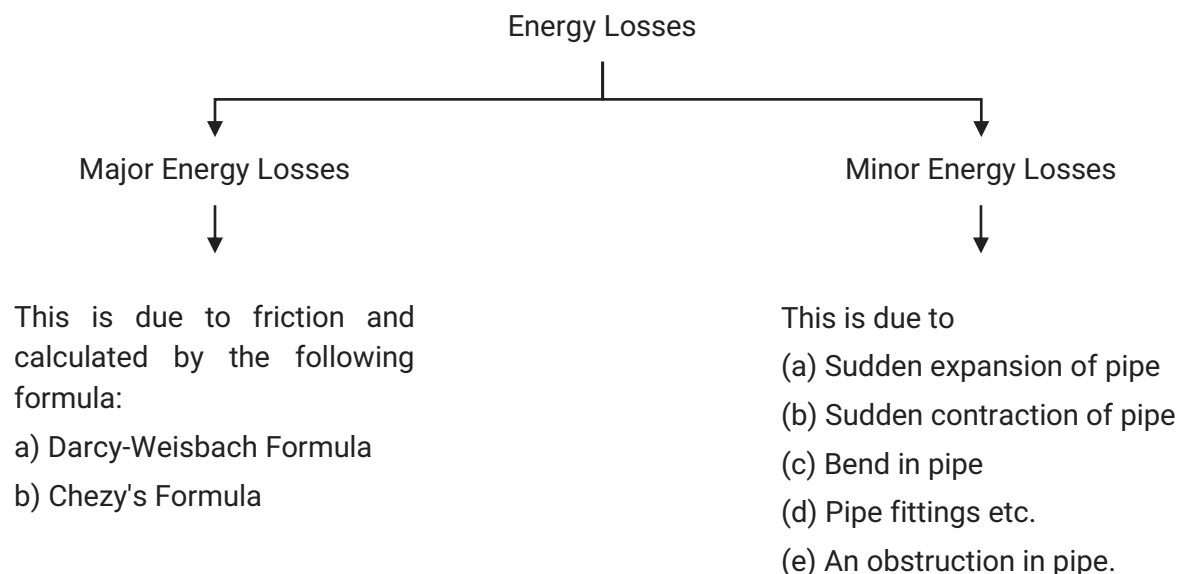 Energy Losses
Major Energy Losses
This is due to friction and
calculated by the following
formula:
a) Darcy-Weisbach Formula
b) Chezy's Formula
Minor Energy Losses
This is due to
(a) Sudden expansion of pipe
(b) Sudden contraction of pipe
(c) Bend in pipe
(d) Pipe fittings etc.
(e) An obstruction in pipe.